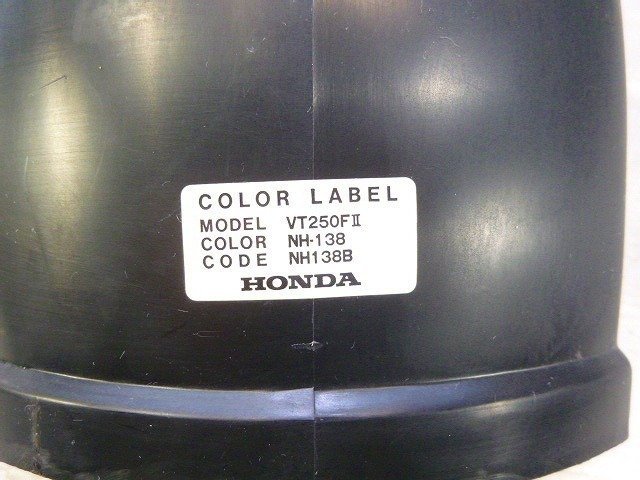 COLOR LABEL
MODEL VT250FⅡ
COLOR NH-138
CODE NH138B
HONDA